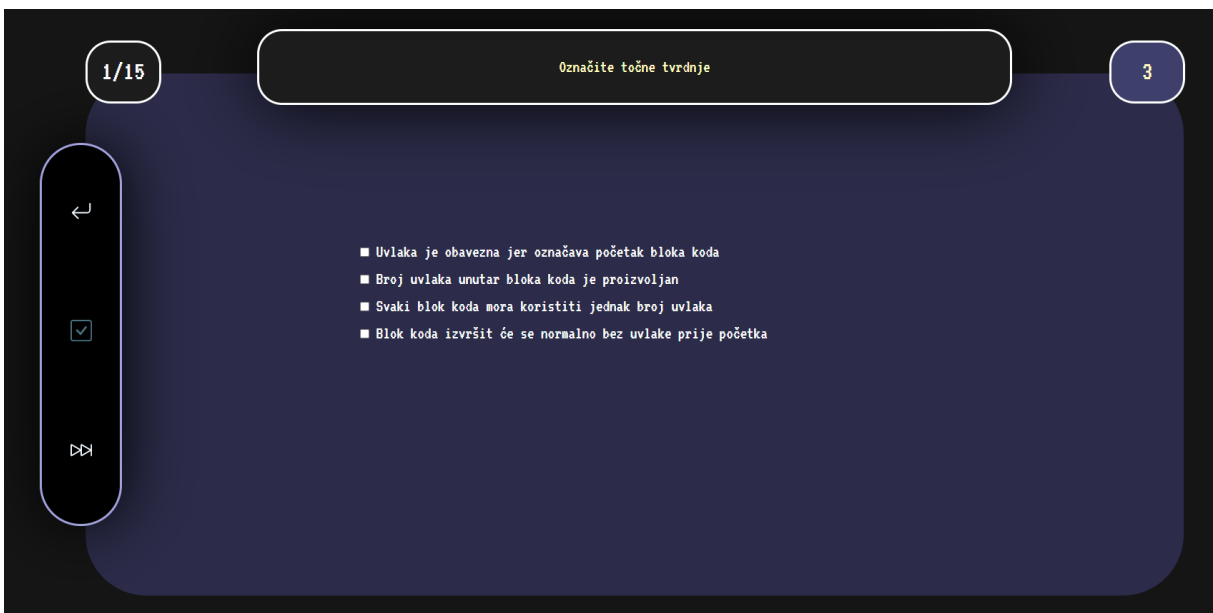 1/15
Označite točne tvrdnje
3
Uvlaka je obavezna jer označava početak bloka koda
Broj uvlaka unutar bloka koda je proizvoljan
Svaki blok koda mora koristiti jednak broj uvlaka
Blok koda izvršit će se normalno bez uvlake prije početka